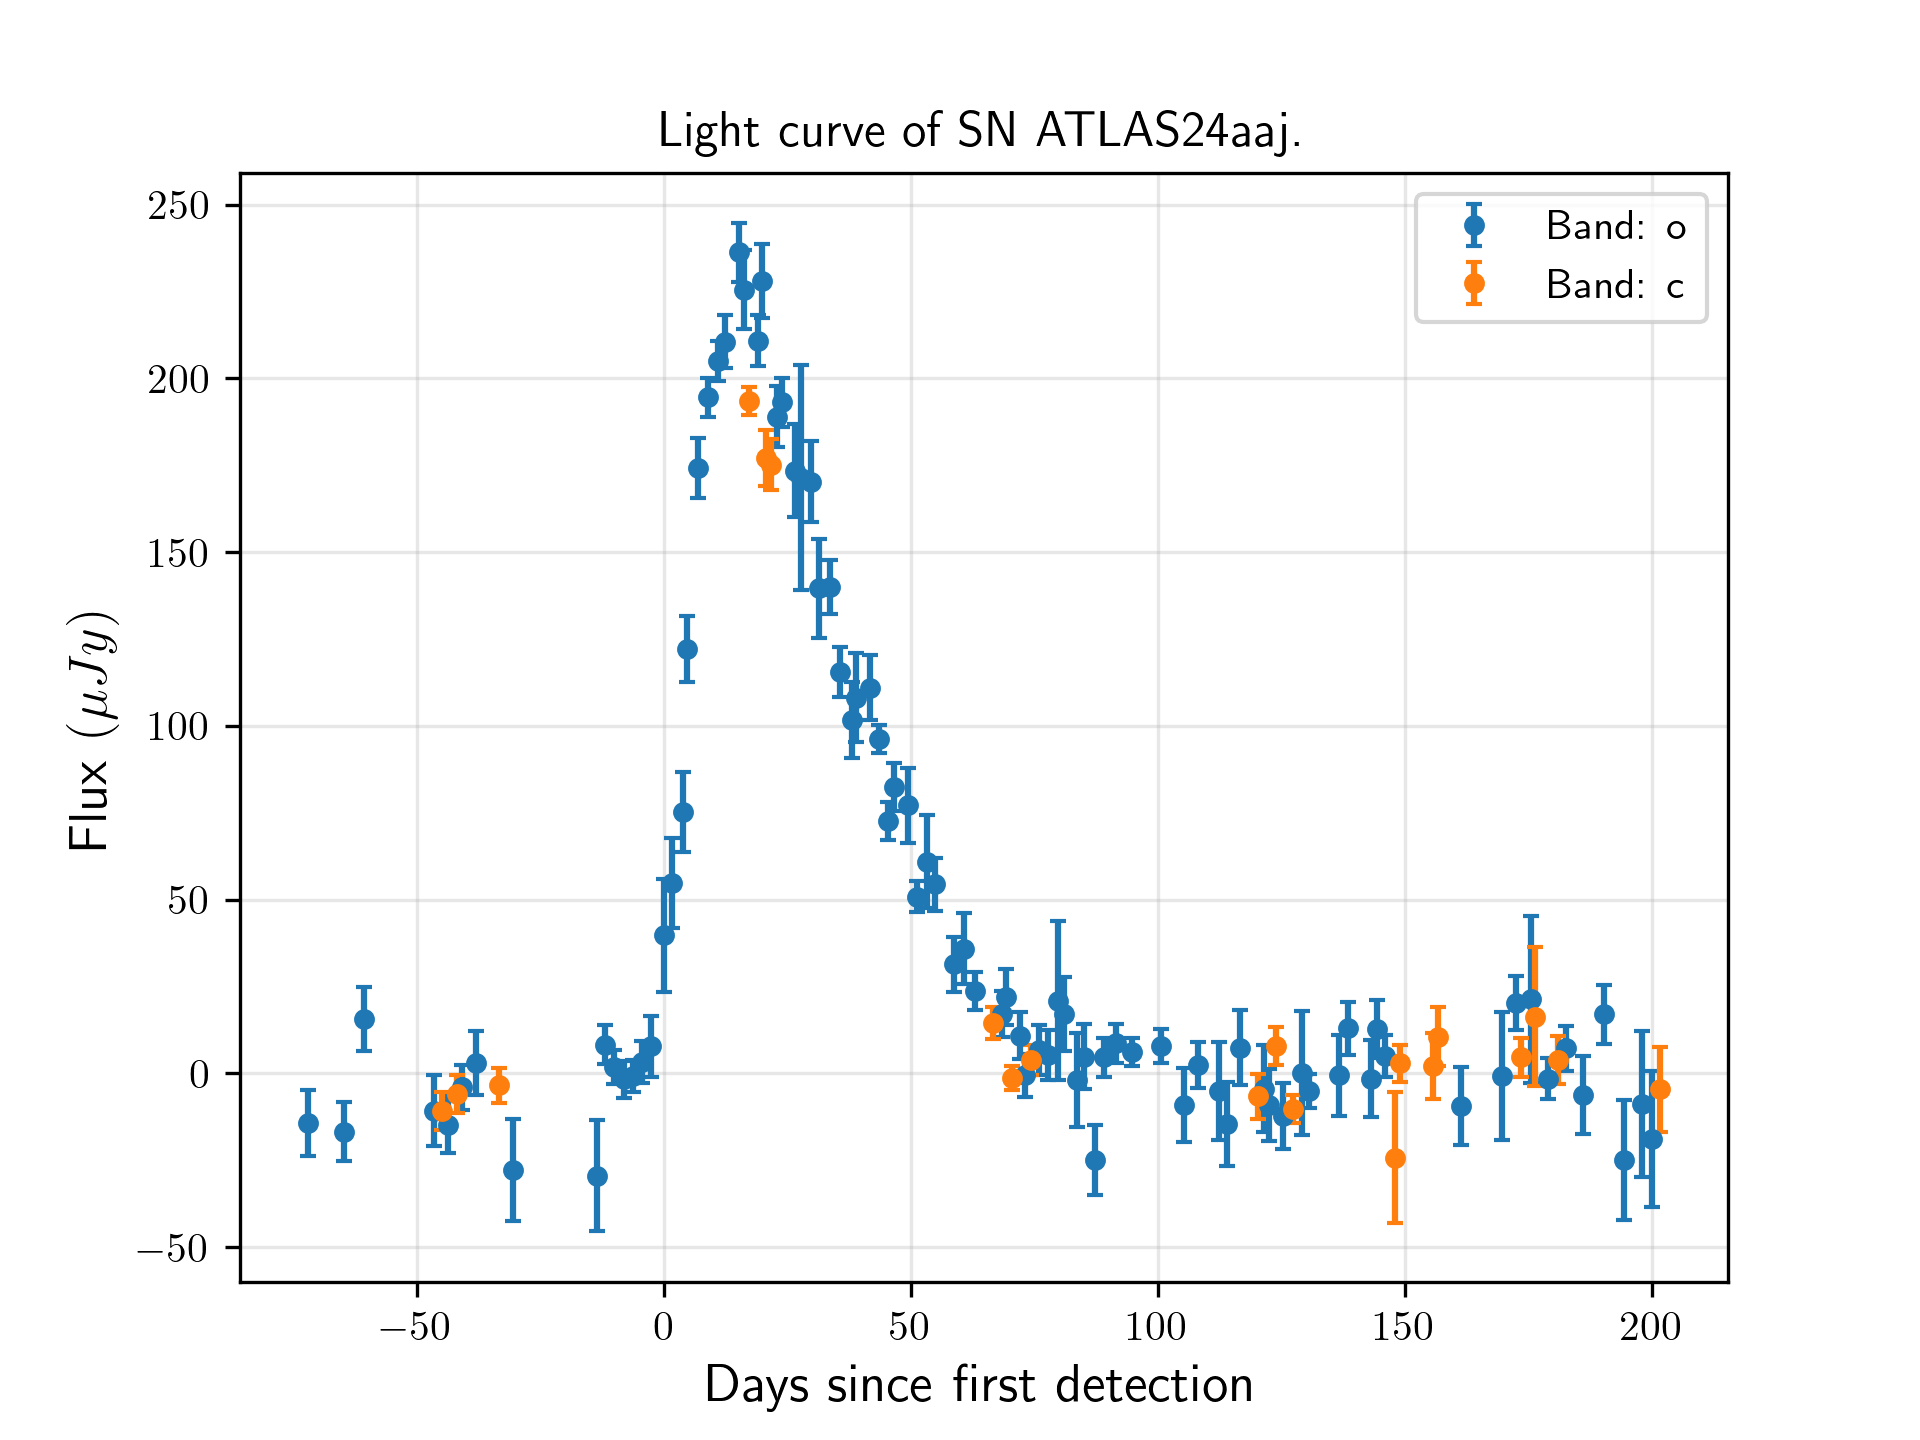 Light curve of SN ATLAS24aaj.
250
200
150
100
50
0
−50
Flux (μJy)
Band: o
Band: c
−50 0 50 100 150 200
Days since first detection